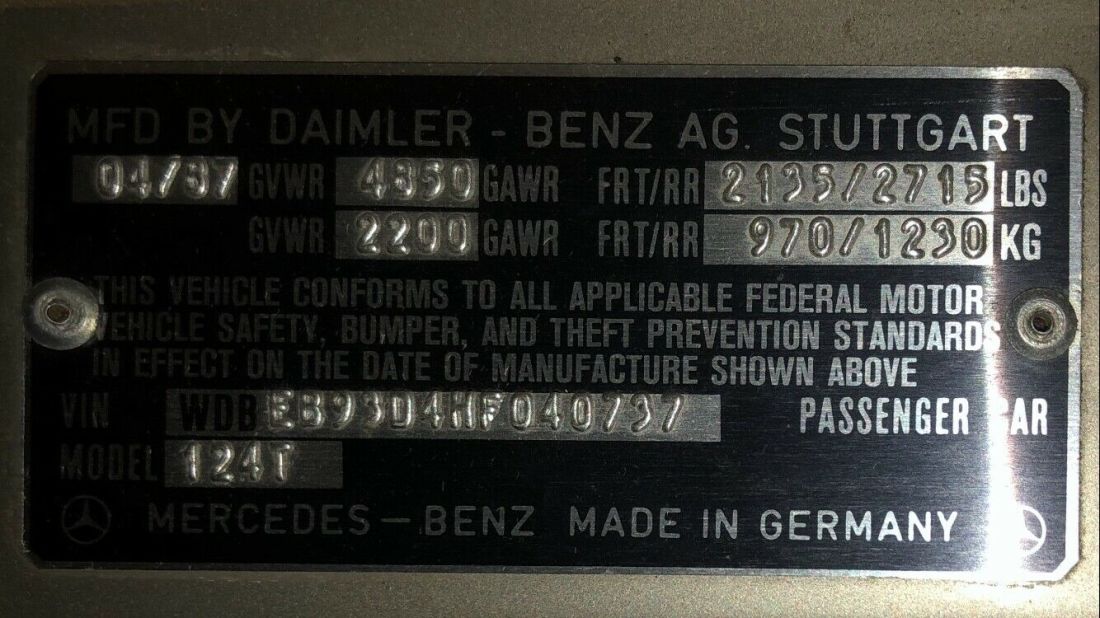 MFD BY DAIMLER - BENZ AG. STUTTGART
04/87 GVWR 4850 GAWR FRT/RR 2135/2715 LBS
GVWR 2200 GAWR FRT/RR 970/1230 KG
THIS VEHICLE CONFORMS TO ALL APPLICABLE FEDERAL MOTOR
VEHICLE SAFETY, BUMPER, AND THEFT PREVENTION STANDARDS
IN EFFECT ON THE DATE OF MANUFACTURE SHOWN ABOVE
VIN WDBEB93D4HF040737 PASSENGER CAR
MODEL 124T
MERCEDES-BENZ MADE IN GERMANY